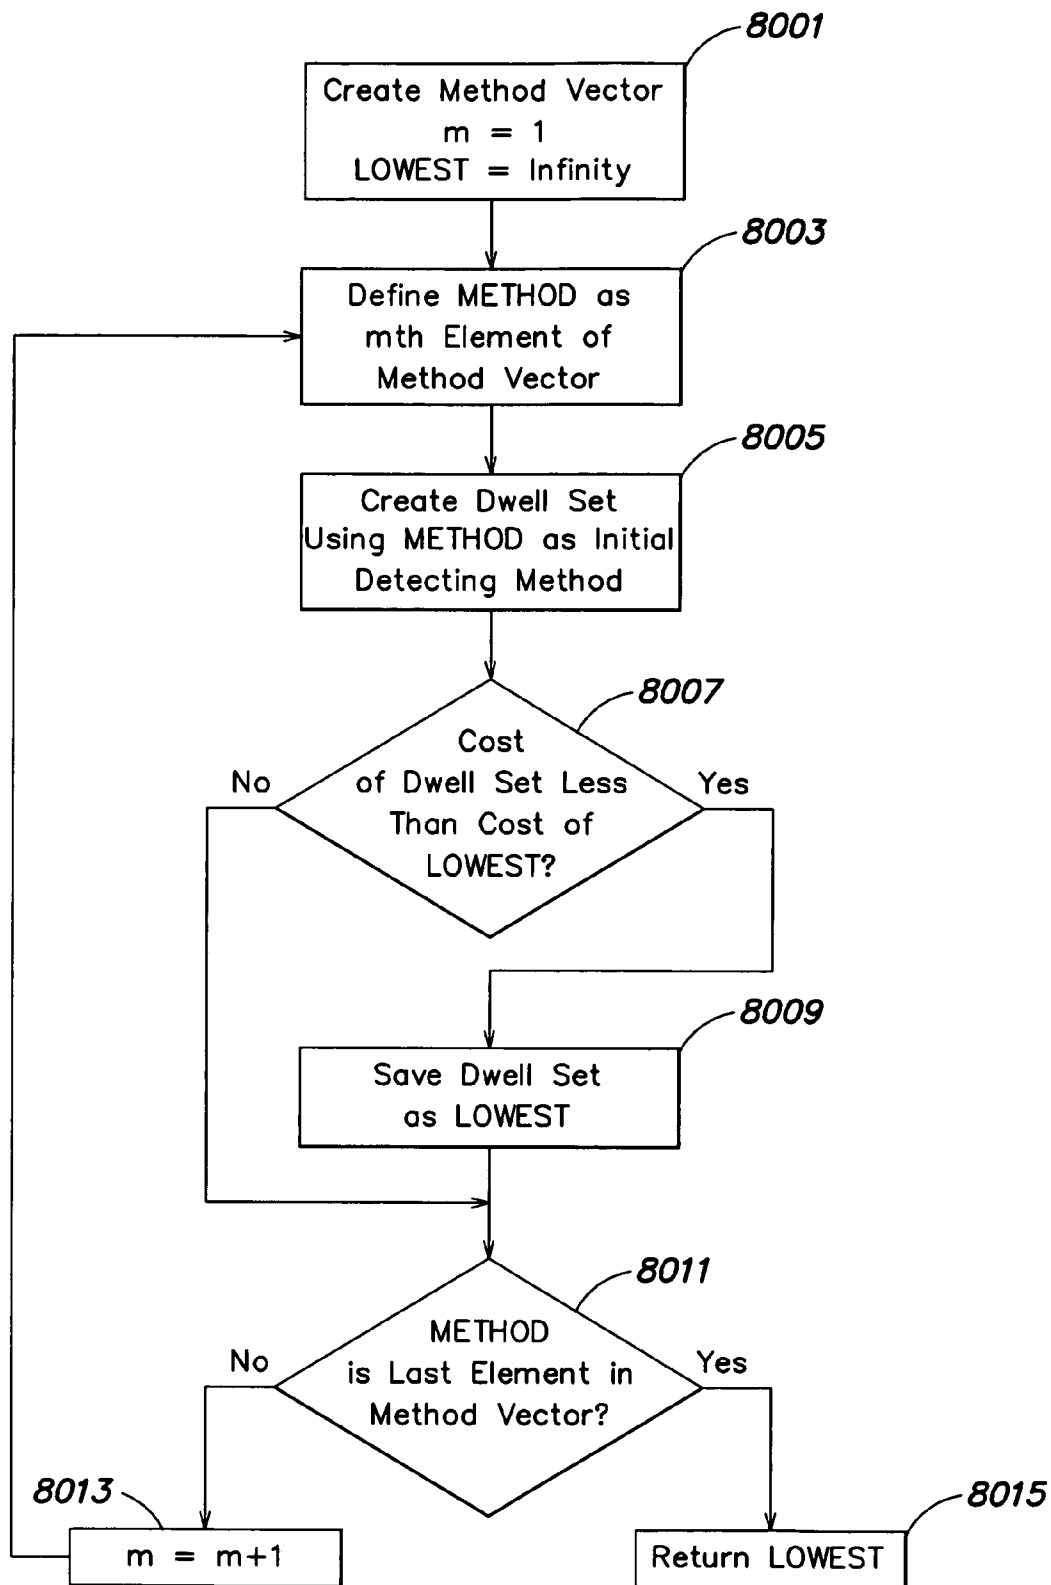 8001
Create Method Vector
m = 1
LOWEST = Infinity
8003
Define METHOD as
mth Element of
Method Vector
8005
Create Dwell Set
Using METHOD as Initial
Detecting Method
8007
Cost
of Dwell Set Less
Than Cost of
LOWEST?
No
Yes
8009
Save Dwell Set
as LOWEST
8011
METHOD
is Last Element in
Method Vector?
No
Yes
8013
m = m+1
8015
Return LOWEST